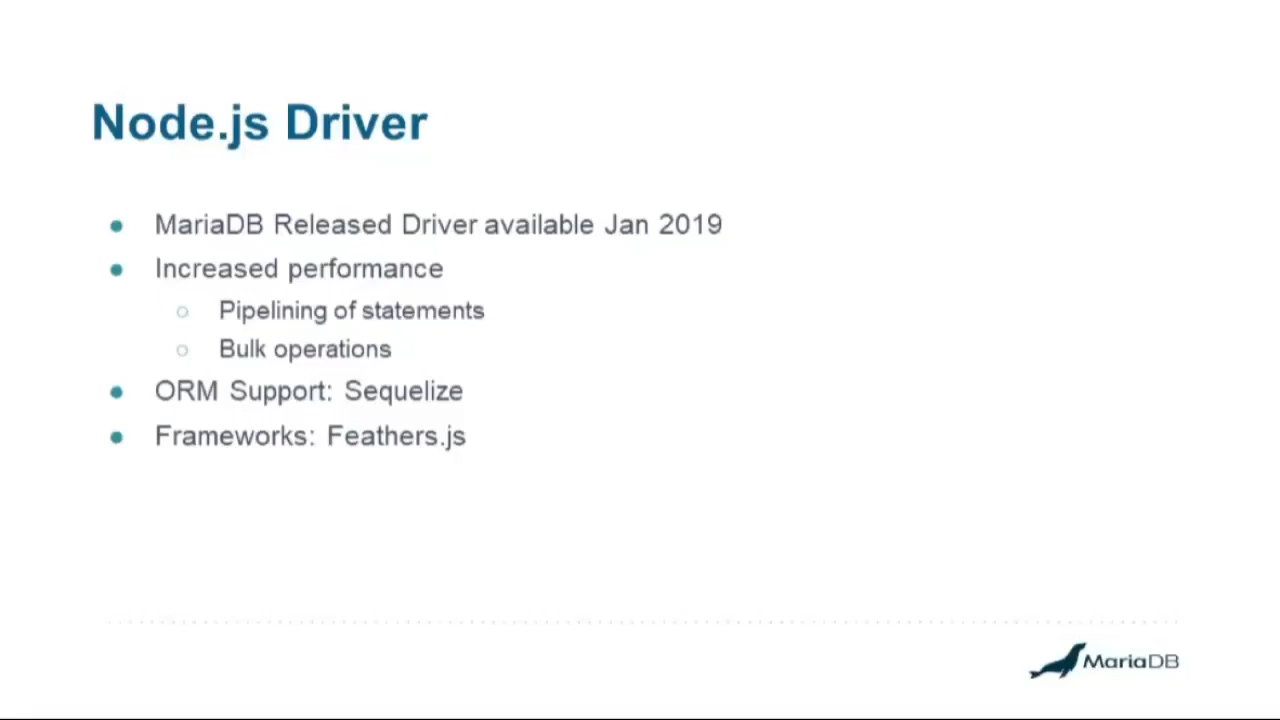 Node.js Driver
● MariaDB Released Driver available Jan 2019
● Increased performance
○ Pipelining of statements
○ Bulk operations
● ORM Support: Sequelize
● Frameworks: Feathers.js
MariaDB